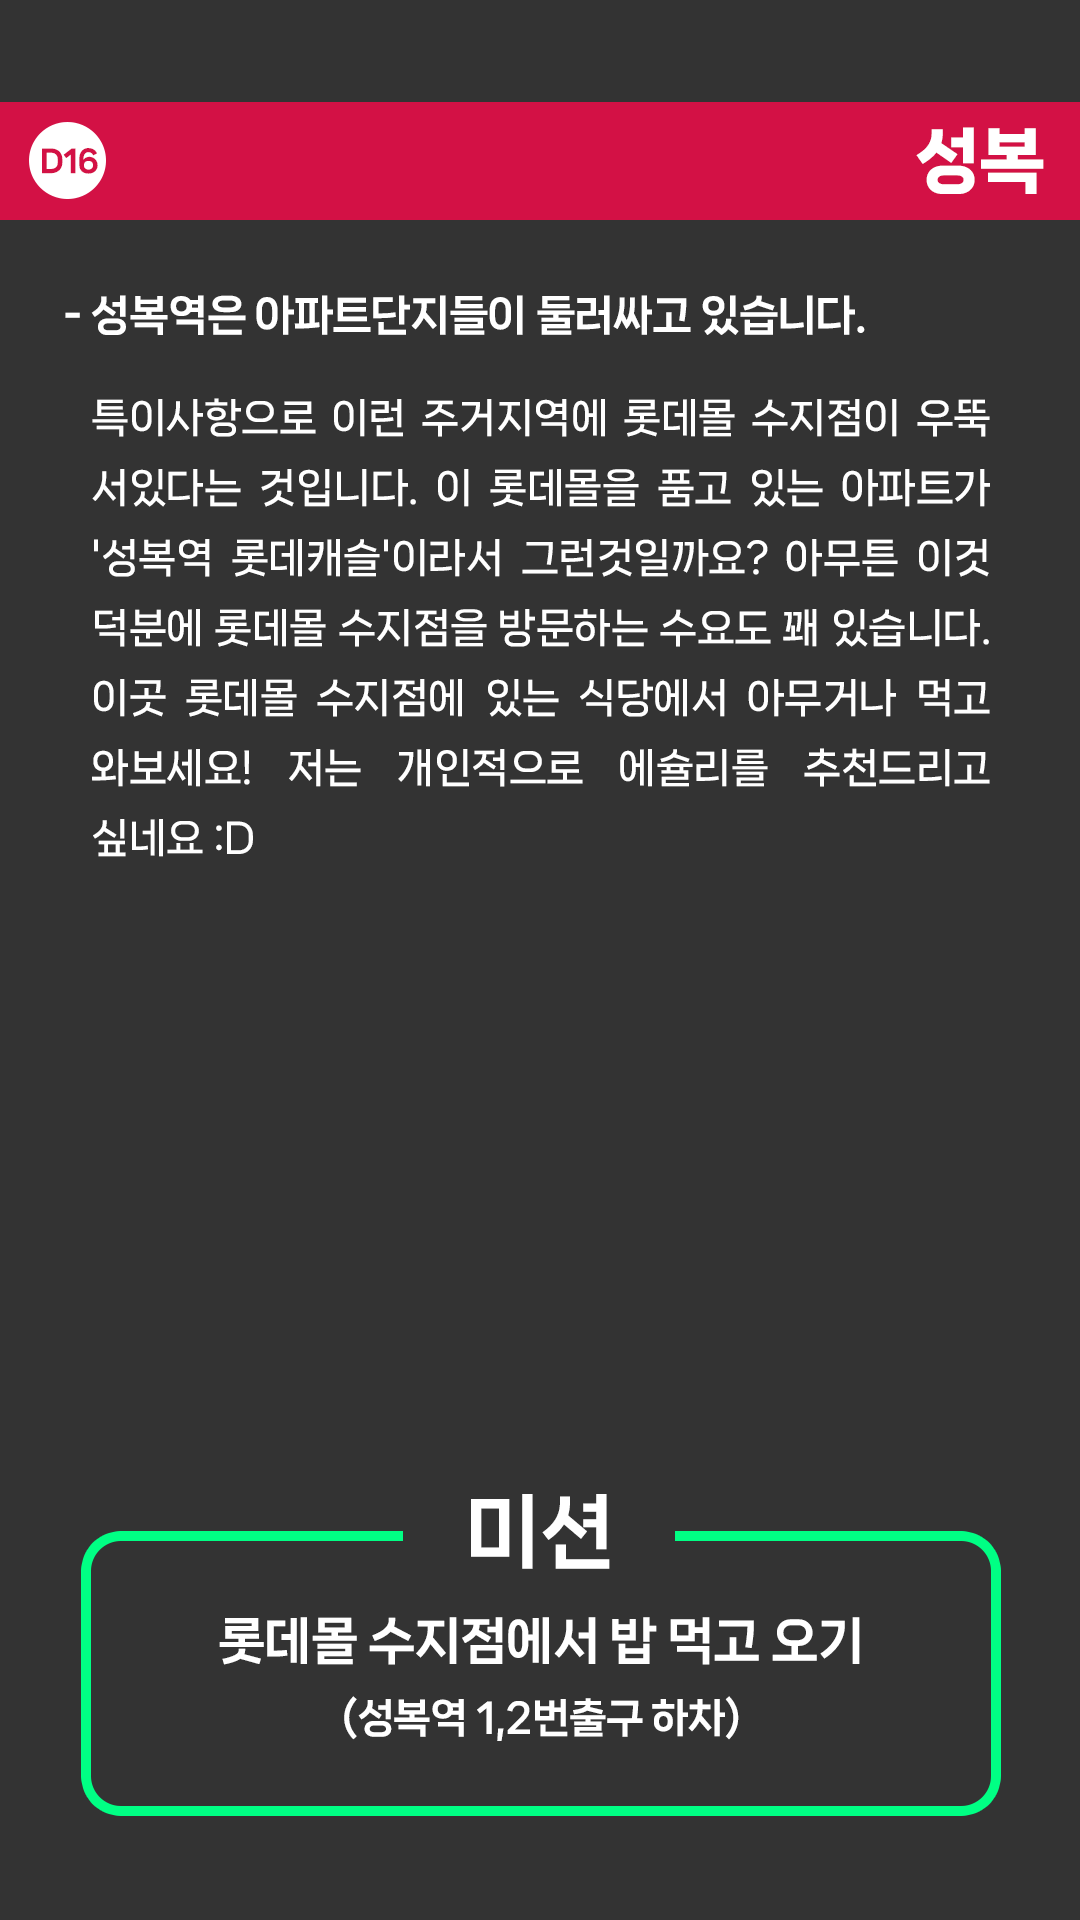 D16
성복
- 성복역은 아파트단지들이 둘러싸고 있습니다.
특이사항으로 이런 주거지역에 롯데몰 수지점이 우뚝
서있다는 것입니다. 이 롯데몰을 품고 있는 아파트가
'성복역 롯데캐슬'이라서 그런것일까요? 아무튼 이것
덕분에 롯데몰 수지점을 방문하는 수요도 꽤 있습니다.
이곳 롯데몰 수지점에 있는 식당에서 아무거나 먹고
와보세요! 저는 개인적으로 에슐리를 추천드리고
싶네요 :D
미션
롯데몰 수지점에서 밥 먹고 오기
(성복역 1,2번출구 하차)